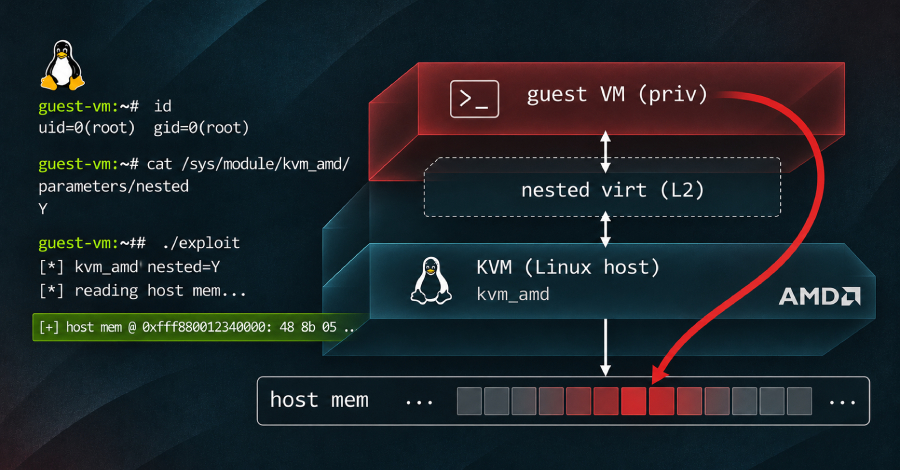 guest-vm:~# id
uid=0(root) gid=0(root)
guest-vm:~# cat /sys/module/kvm_amd/
parameters/nested
Y
guest-vm:~# ./exploit
[*] kvm_amd nested=Y
[*] reading host mem...
[+] host mem @ 0xfff880012340000: 48 8b 05 ..
>_ guest VM (priv)
nested virt (L2)
KVM (Linux host)
kvm_amd
AMD
host mem ... ...